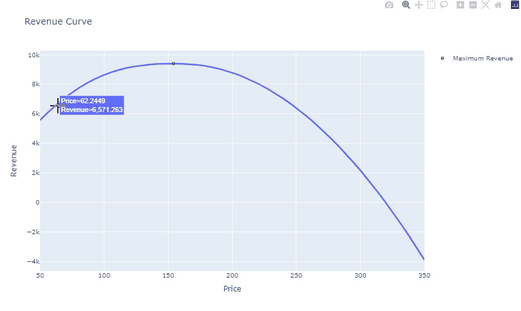 Revenue Curve
10k
8k
6k
4k
2k
0
−2k
−4k
Revenue
50
100
150
200
250
300
350
Price
Maximum Revenue
Price=62.2449
Revenue=6,571.263